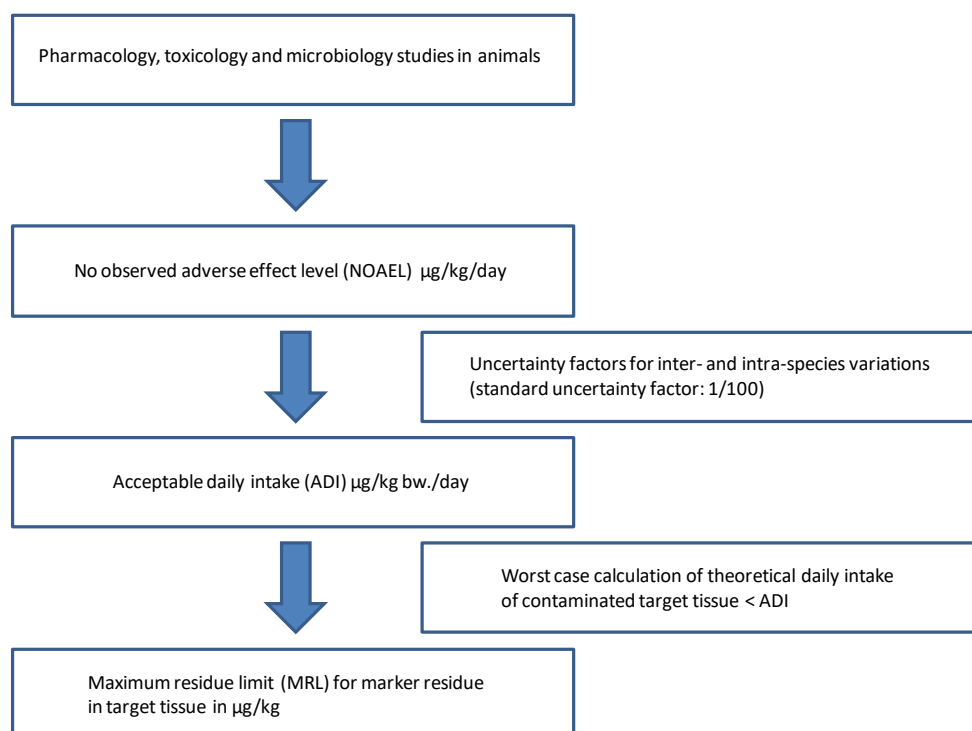 Pharmacology, toxicology and microbiology studies in animals
No observed adverse effect level (NOAEL) µg/kg/day
Uncertainty factors for inter- and intra-species variations
(standard uncertainty factor: 1/100)
Acceptable daily intake (ADI) µg/kg bw./day
Worst case calculation of theoretical daily intake
of contaminated target tissue < ADI
Maximum residue limit (MRL) for marker residue
in target tissue in µg/kg